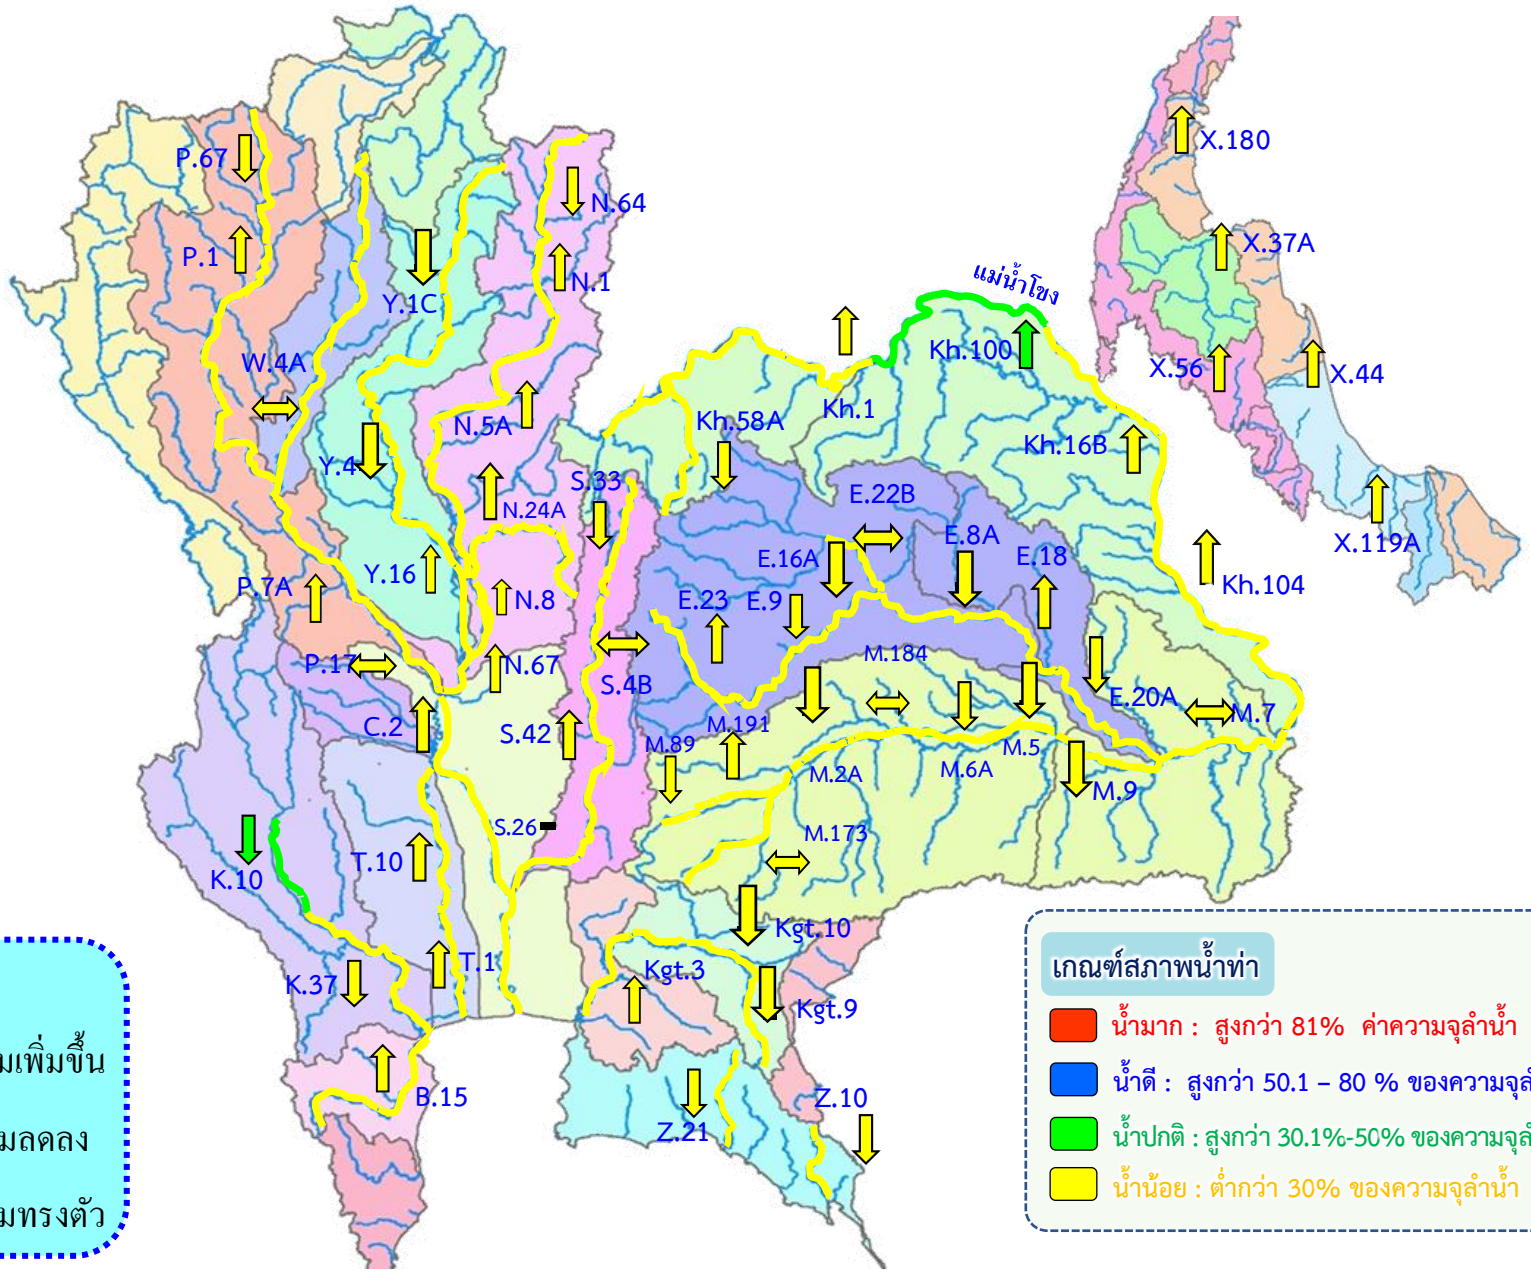 P.67
X.180
N.64
P.1
X.37A
N.1
แม่น้ำโขง
Y.1C
Kh.100
W.4A
X.56
X.44
Kh.1
N.5A
Kh.58A
Kh.16B
Y.4
S.33
E.22B
N.24A
E.8A
X.119A
E.16A
E.18
Y.16
P.7A
Kh.104
N.8
E.23
E.9
M.184
P.17
N.67
S.4B
E.20A
M.7
C.2
S.42
M.191
M.89
M.5
M.2A
M.6A
M.9
S.26
M.173
T.10
K.10
Kgt.10
T.1
Kgt.3
K.37
Kgt.9
B.15
Z.10
Z.21
มเพิ่มขึ้น
มลดลง
มทรงตัว
เกณฑ์สภาพน้ำท่า
น้ำมาก : สูงกว่า 81% ค่าความจุลำน้ำ
น้ำดี : สูงกว่า 50.1 – 80 % ของความจุลำ
น้ำปกติ : สูงกว่า 30.1%-50% ของความจุลำ
น้ำน้อย : ต่ำกว่า 30% ของความจุลำน้ำ